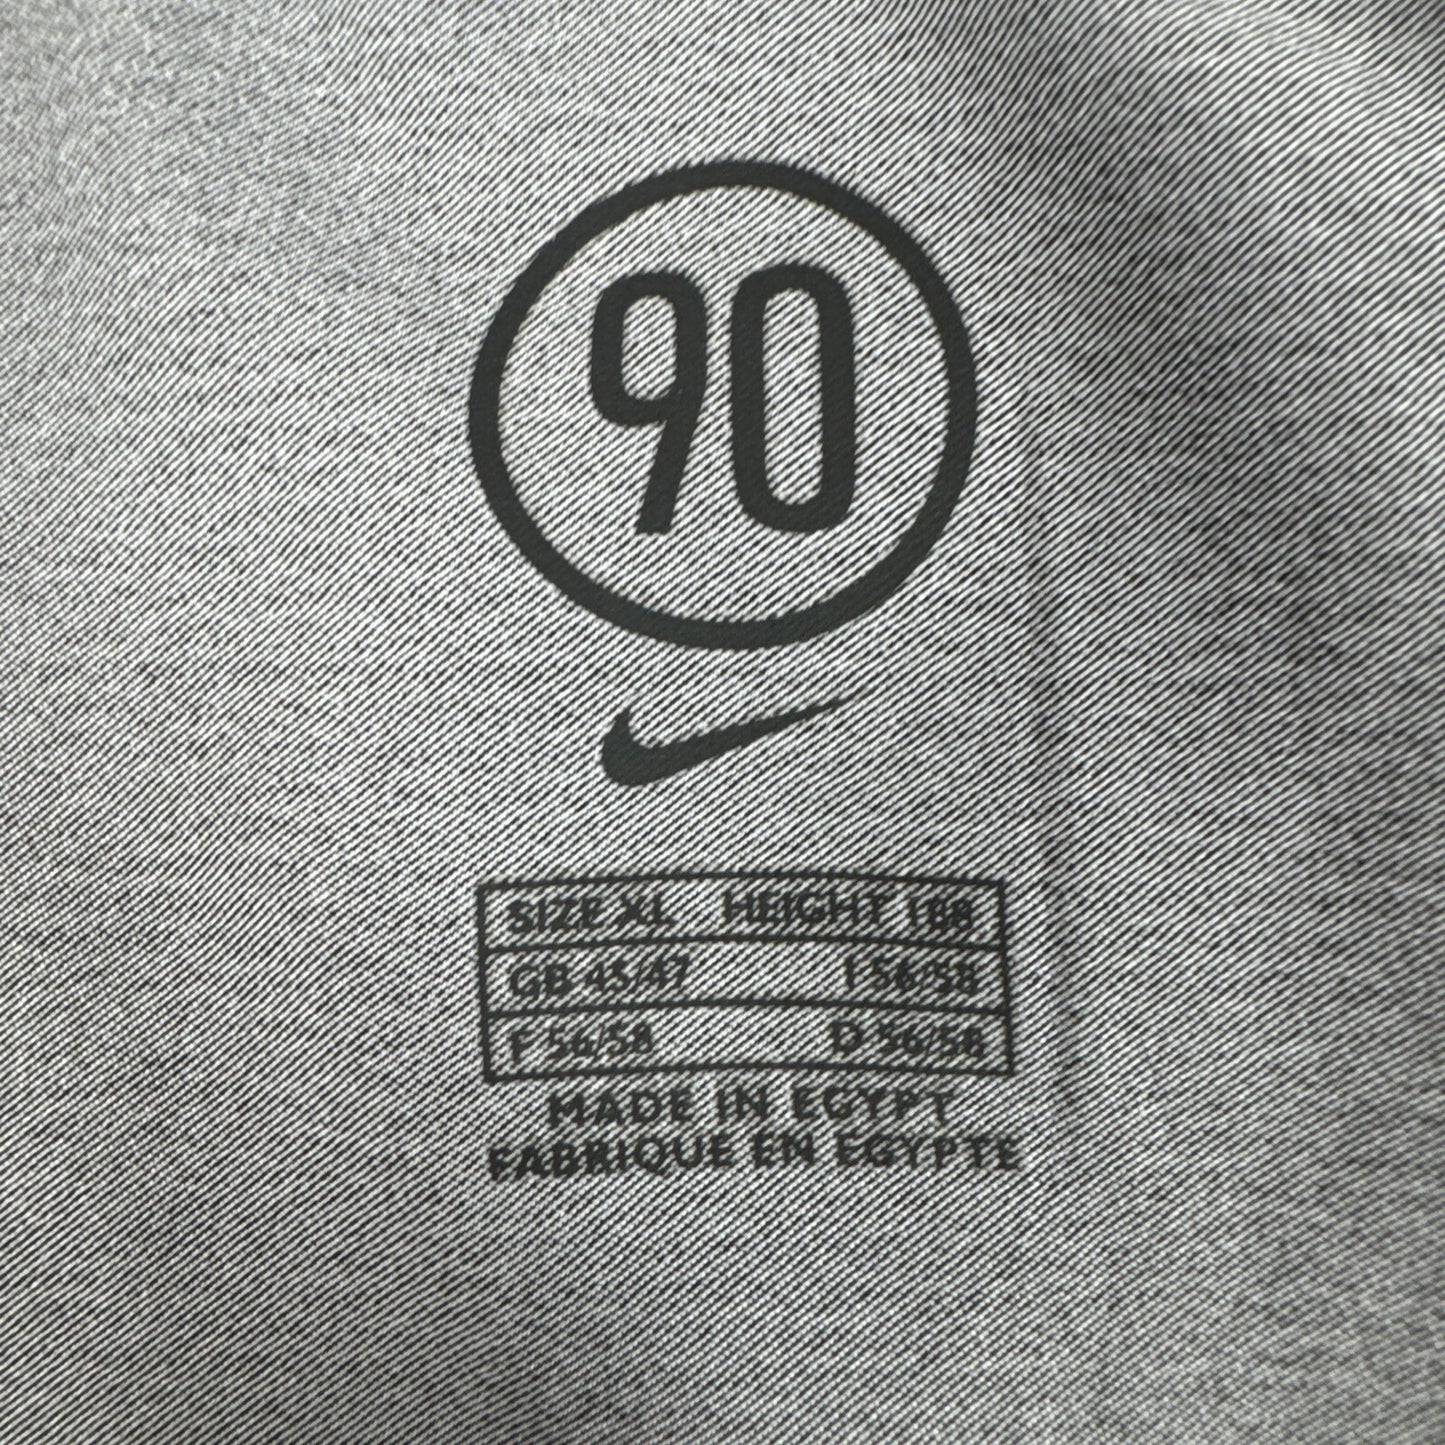 90
SIZE XL HEIGHT 188
GB 45/47 I 56/58
F 56/58 D 56/58
MADE IN EGYPT
FABRIQUE EN EGYPTE